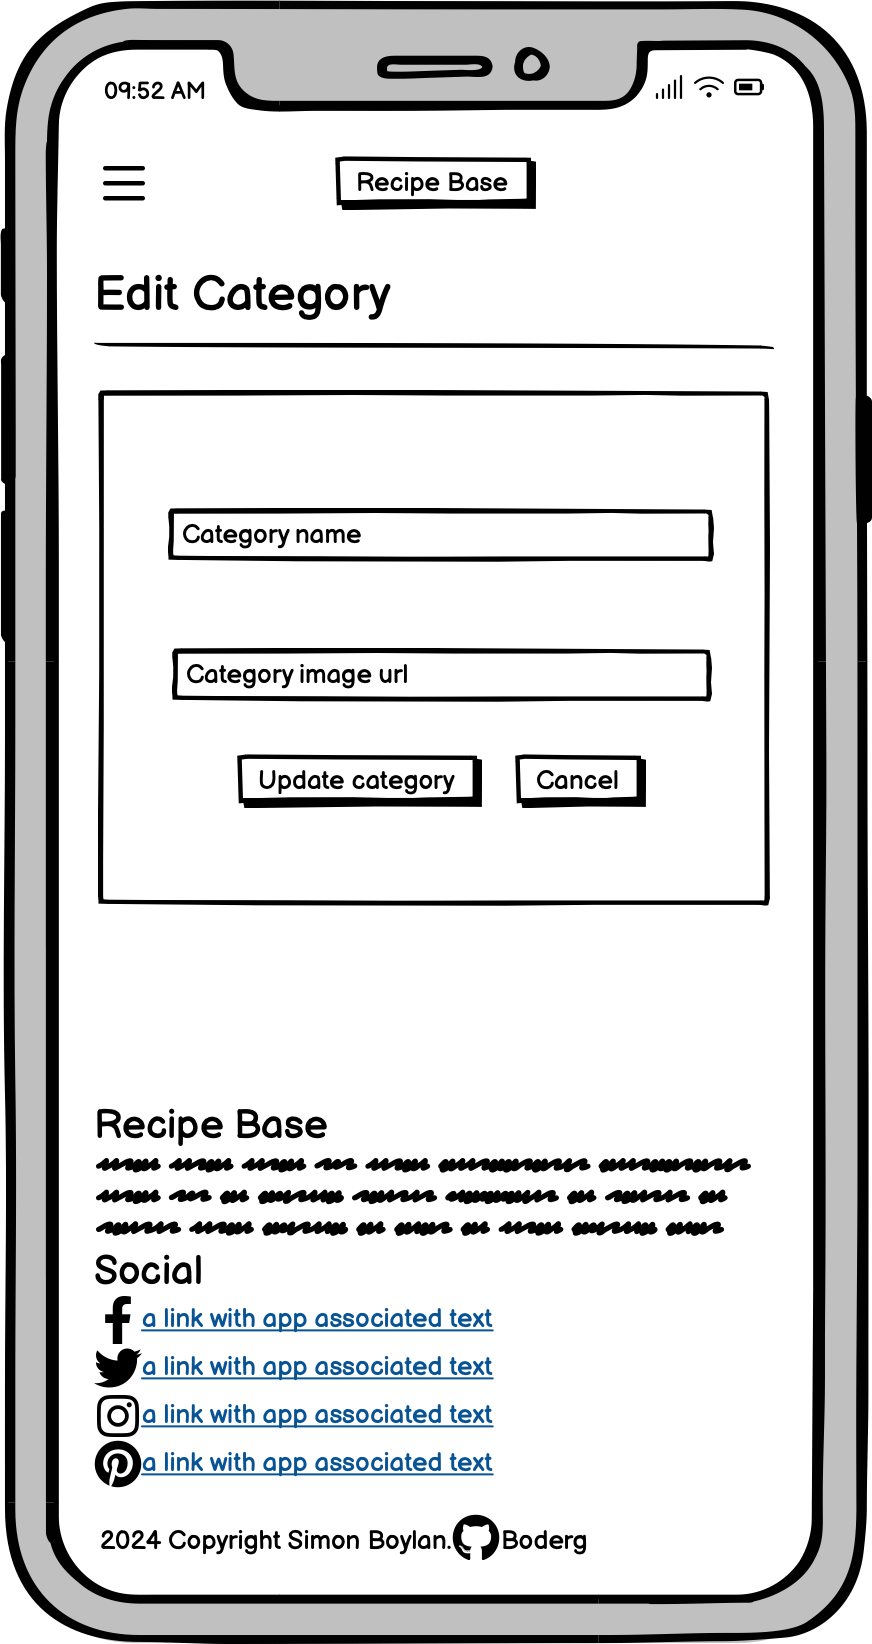 09:52 AM
Recipe Base
Edit Category
Category name
Category image url
Update category
Cancel
Recipe Base
Social
a link with app associated text
a link with app associated text
a link with app associated text
a link with app associated text
2024 Copyright Simon Boylan. Boderg